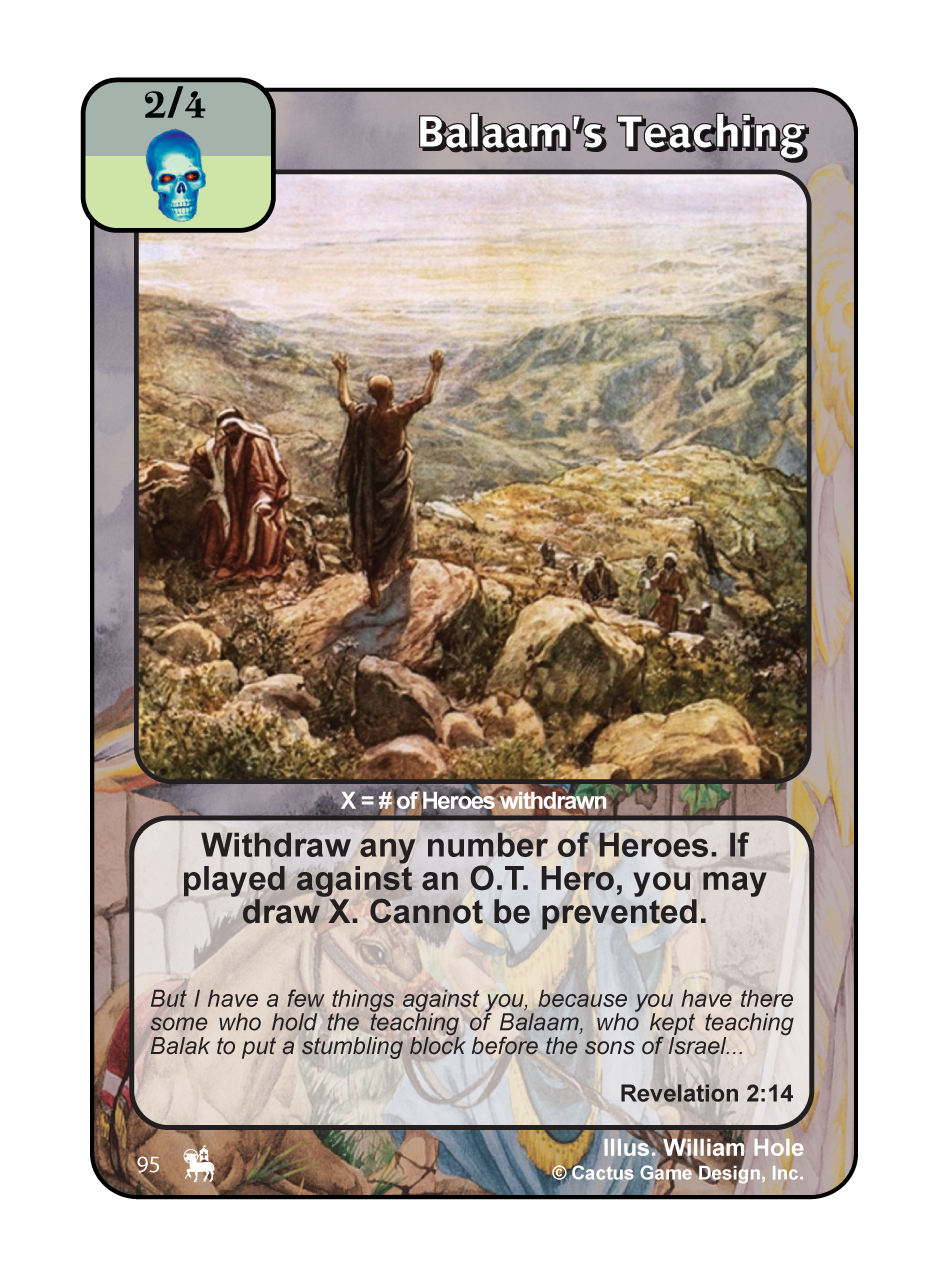 2/4
Balaam's Teaching
X = # of Heroes withdrawn
Withdraw any number of Heroes. If
played against an O.T. Hero, you may
draw X. Cannot be prevented.
But I have a few things against you, because you have there
some who hold the teaching of Balaam, who kept teaching
Balak to put a stumbling block before the sons of Israel...
Revelation 2:14
Illus. William Hole
95
© Cactus Game Design, Inc.